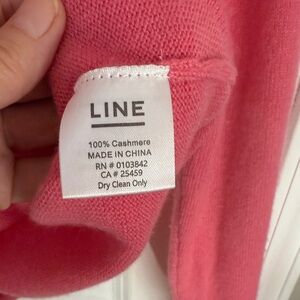 LINE
100% Cashmere
MADE IN CHINA
RN # 0103842
CA # 25459
Dry Clean Only